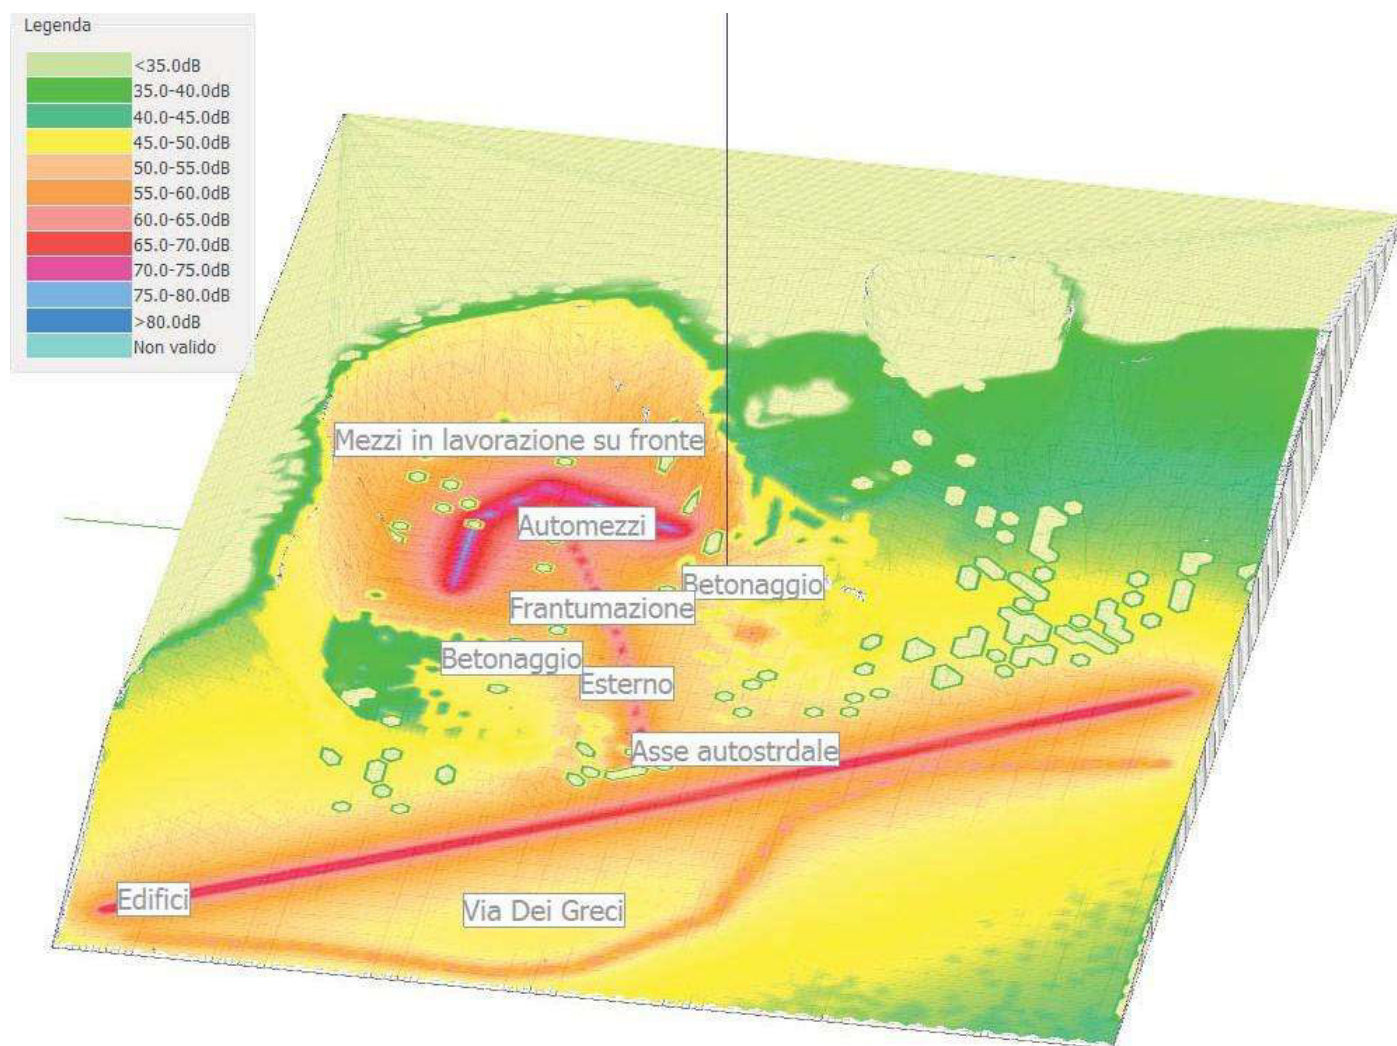 Legenda
<35.0dB
35.0-40.0dB
40.0-45.0dB
45.0-50.0dB
50.0-55.0dB
55.0-60.0dB
60.0-65.0dB
65.0-70.0dB
70.0-75.0dB
75.0-80.0dB
>80.0dB
Non valido
Mezzi in lavorazione su fronte
Automezzi
Betonaggio
Frantumazione
Betonaggio
Esterno
Asse autostrdale
Edifici
Via Dei Greci